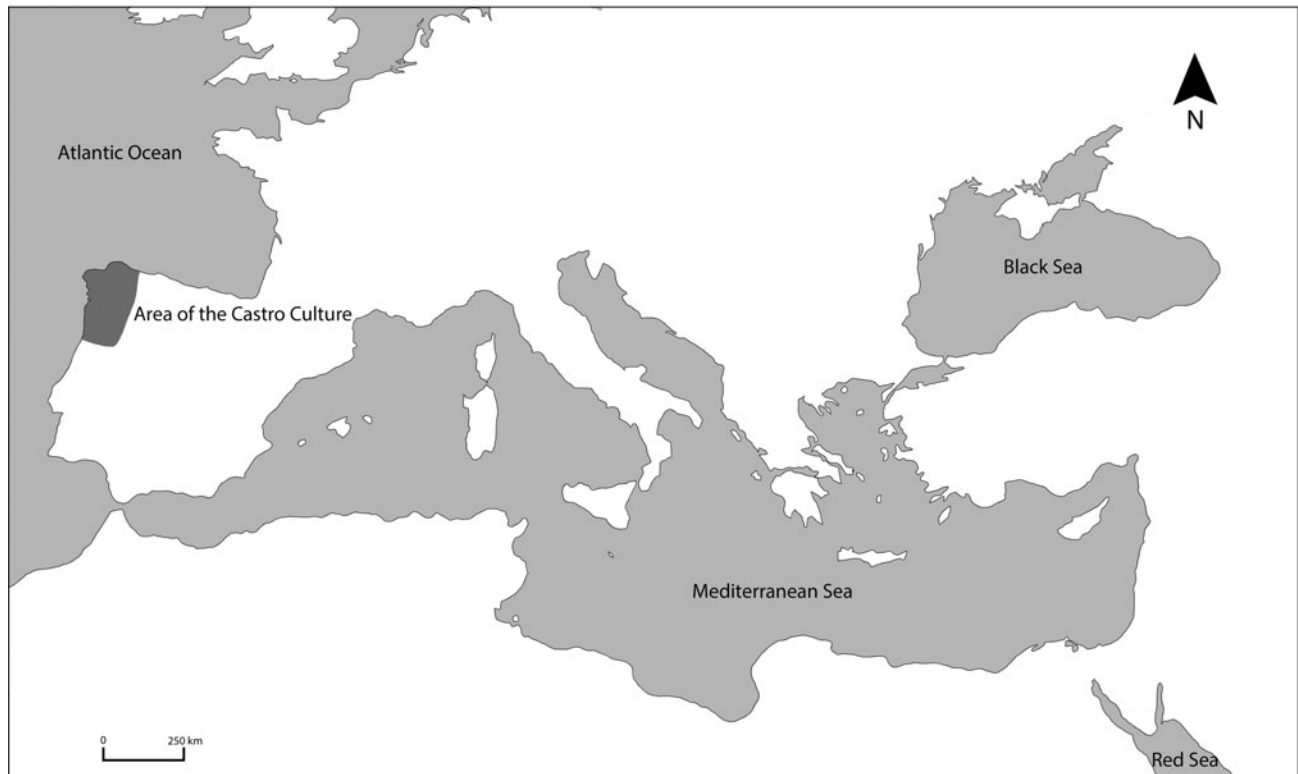 N
Atlantic Ocean
Black Sea
Area of the Castro Culture
Mediterranean Sea
0 250 km
Red Sea